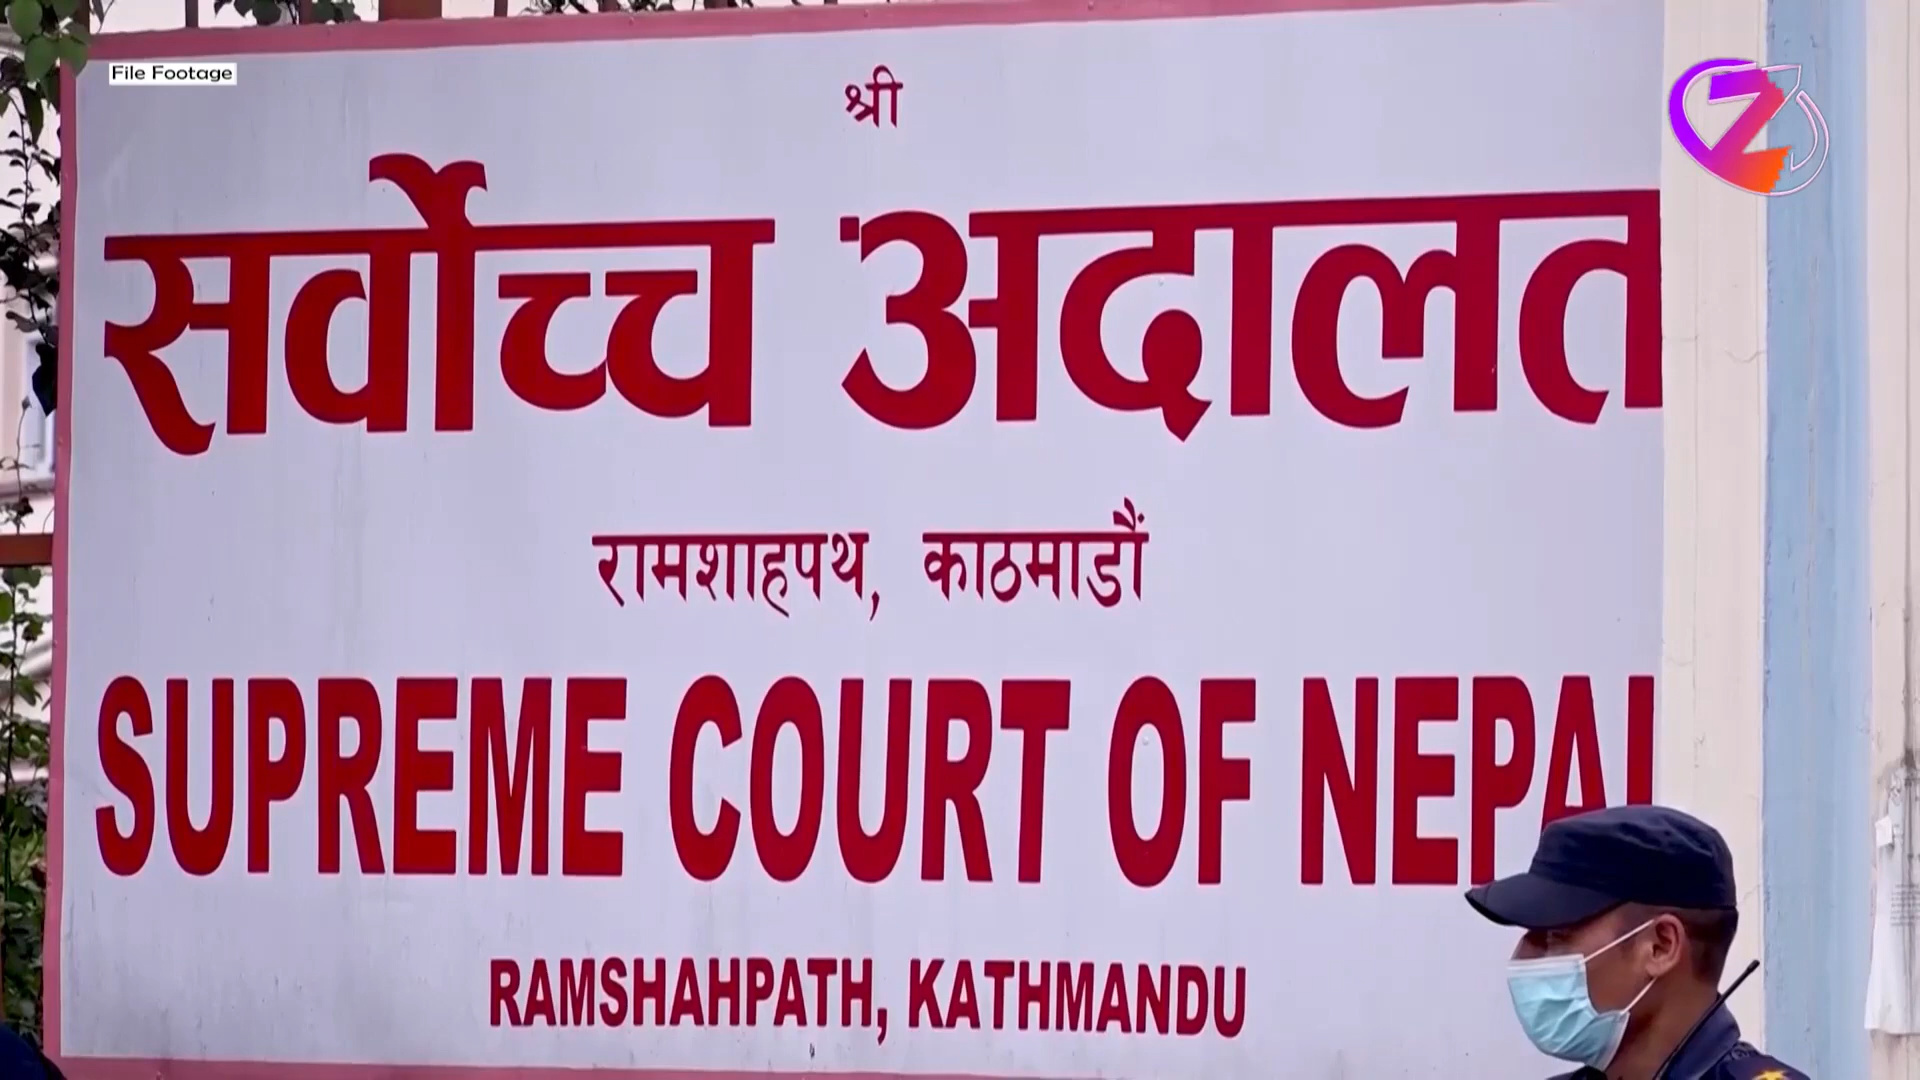 File Footage
श्री
सर्वोच्च अदालत
रामशाहपथ, काठमाडौं
SUPREME COURT OF NEPAL
RAMSHAHPATH, KATHMANDU